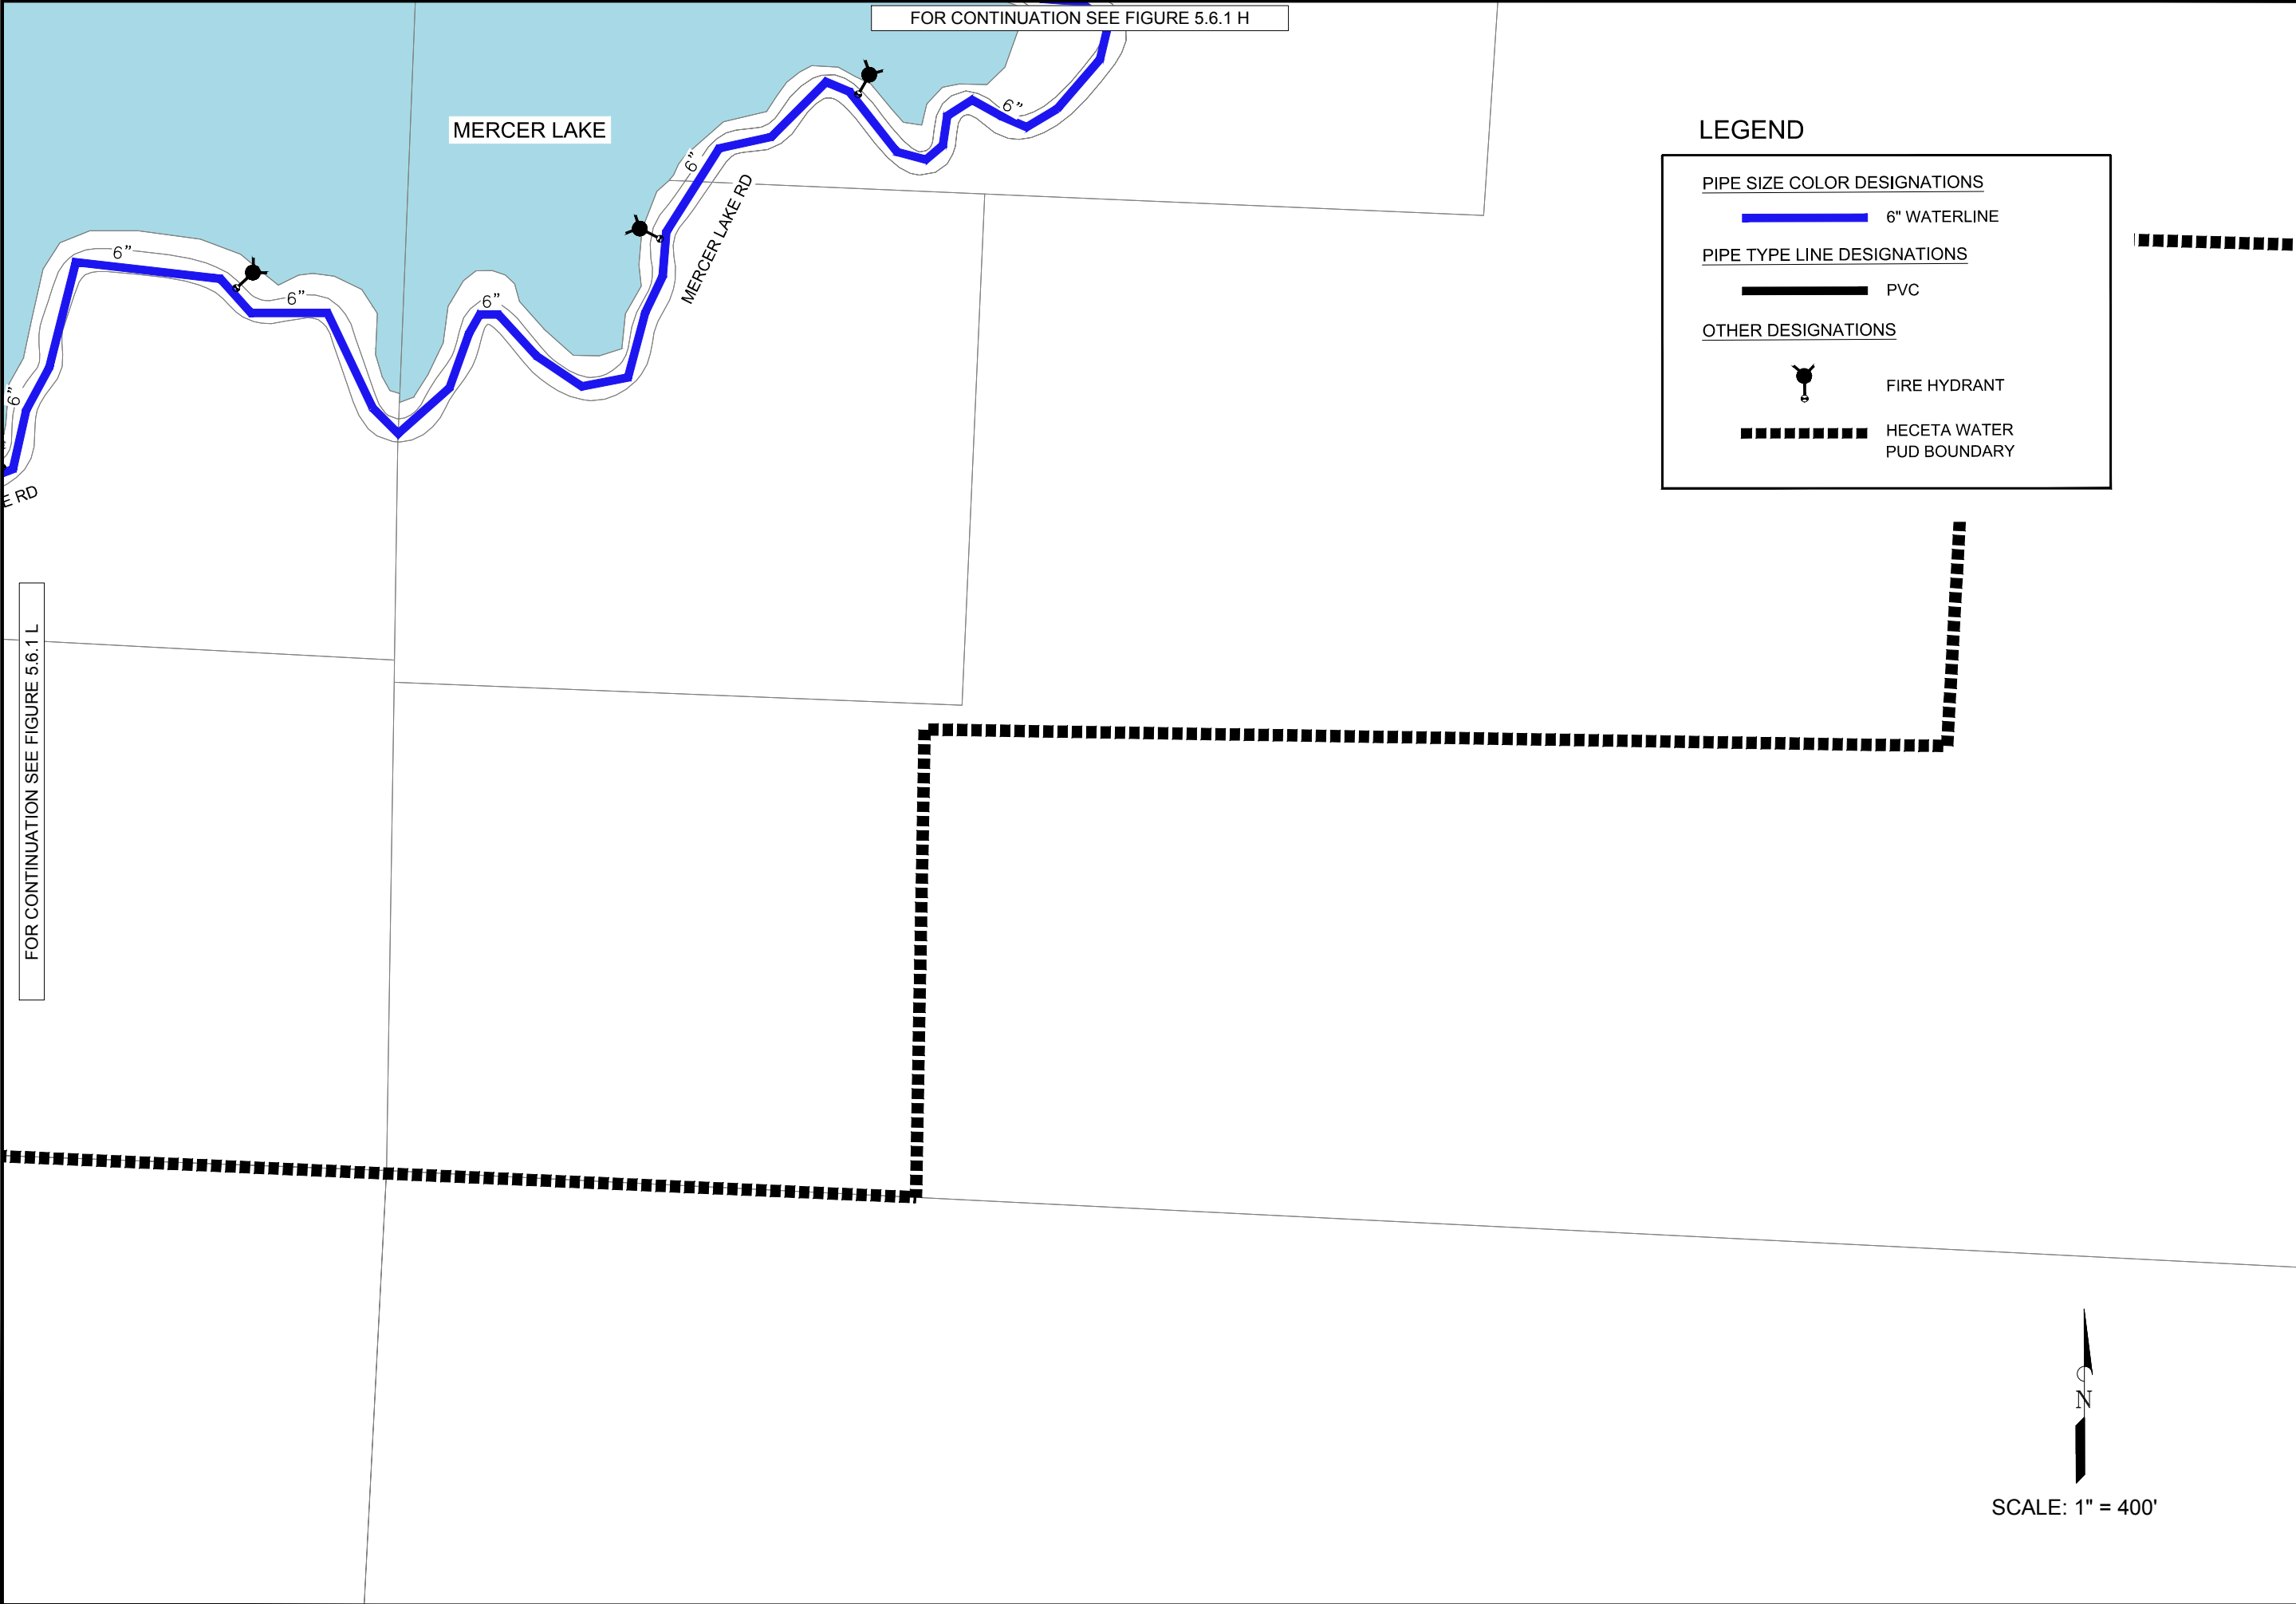 FOR CONTINUATION SEE FIGURE 5.6.1 H
MERCER LAKE
6”
6”
MERCER LAKE RD
6”
6”
6”
6”
E RD
FOR CONTINUATION SEE FIGURE 5.6.1 L
LEGEND
PIPE SIZE COLOR DESIGNATIONS
6" WATERLINE
PIPE TYPE LINE DESIGNATIONS
PVC
OTHER DESIGNATIONS
FIRE HYDRANT
HECETA WATER
PUD BOUNDARY
N
SCALE: 1" = 400'